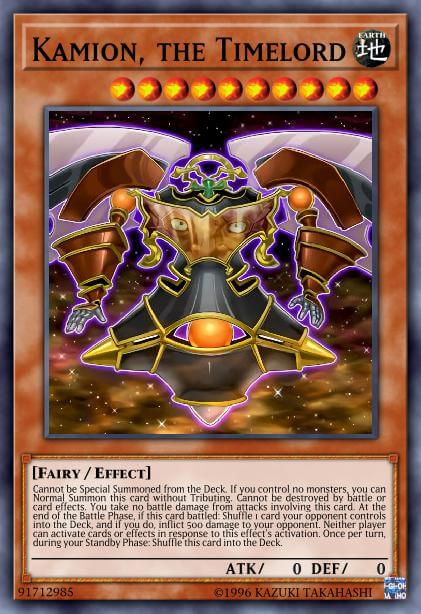 KAMION, THE TIMELORD
EARTH
地
[FAIRY / EFFECT]
Cannot be Special Summoned from the Deck. If you control no monsters, you can
Normal Summon this card without Tributing. Cannot be destroyed by battle or
card effects. You take no battle damage from attacks involving this card. At the
end of the Battle Phase, if this card battled: Shuffle 1 card your opponent controls
into the Deck, and if you do, inflict 500 damage to your opponent. Neither player
can activate cards or effects in response to this effect's activation. Once per turn,
during your Standby Phase: Shuffle this card into the Deck.
ATK/ 0 DEF/ 0
91712985 ©1996 KAZUKI TAKAHASHI